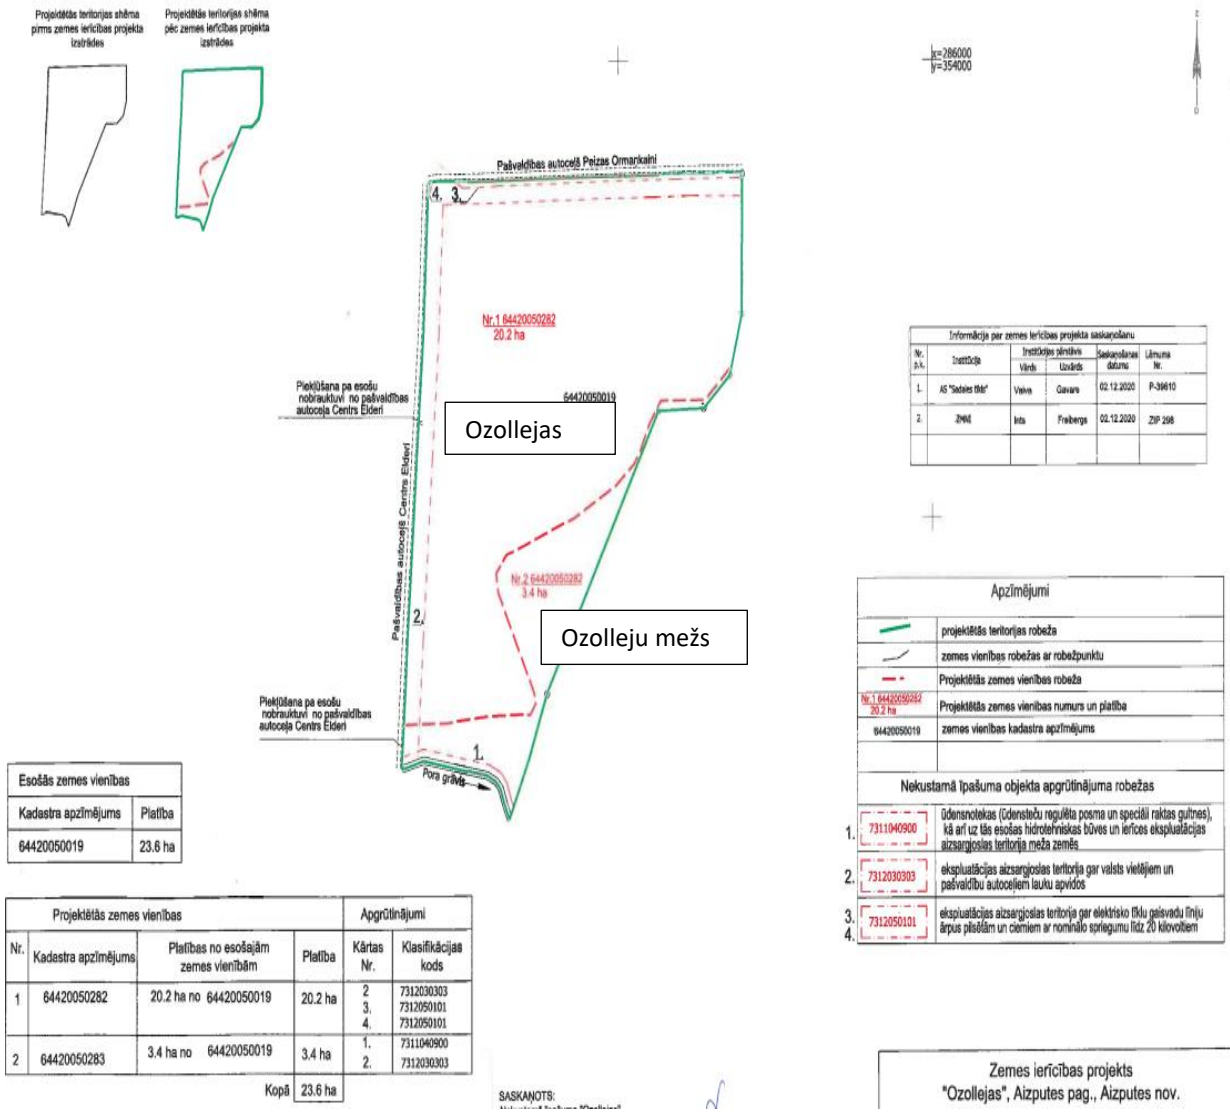 Projektētās teritorijas shēma
pirms zemes ierīcības projekta
izstrādes
Projektētās teritorijas shēma
pēc zemes ierīcības projekta
izstrādes
x=286000
y=354000
Pašvaldības autoceļš Peizas Ormaņkalni
4. 3.
Nr.1 64420050282
20.2 ha
Piekļūšana pa esošu
nobrauktuvi no pašvaldības
autoceļa Centrs Elderi
64420050019
Ozollejas
Pašvaldības autoceļš Centrs Elderi
Nr.2 64420050282
3.4 ha
2.
Ozolleju mežs
Piekļūšana pa esošu
nobrauktuvi no pašvaldības
autoceļa Centrs Elderi
1.
Pora grāvis
Informācija par zemes ierīcības projekta saskaņošanu
Nr. p.k. Institūcija Institūcijas pārstāvis Saskaņošanas datums Lēmuma Nr.
Vārds Uzvārds
1. AS "Sadales tīkls" Gavars 02.12.2020 P-39610
2. ZMNĪ Ints Freibergs 02.12.2020 ZIP 298
Apzīmējumi
projektētās teritorijas robeža
zemes vienības robežas ar robežpunktu
Projektētās zemes vienības robeža
Nr.1 64420050282
20.2 ha
Projektētās zemes vienības numurs un platība
64420050019 zemes vienības kadastra apzīmējums
Nekustamā īpašuma objekta apgrūtinājuma robežas
1. 7311040900 ūdensnotekas (ūdensteču regulēta posma un speciāli raktas gultnes),
kā arī uz tās esošas hidrotehniskas būves un ierīces ekspluatācijas
aizsargjoslas teritorija meža zemēs
2. 7312030303 ekspluatācijas aizsargjoslas teritorija gar valsts vietējiem un
pašvaldību autoceļiem lauku apvidos
3.
4. 7312050101 ekspluatācijas aizsargjoslas teritorija gar elektrisko tīklu gaisvadu līniju
ārpus pilsētām un ciemiem ar nominālo spriegumu līdz 20 kilovoltiem
Esošās zemes vienības
Kadastra apzīmējums Platība
64420050019 23.6 ha
Projektētās zemes vienības Apgrūtinājumi
Nr. Kadastra apzīmējums Platības no esošajām zemes vienībām Platība Kārtas Nr. Klasifikācijas kods
1 64420050282 20.2 ha no 64420050019 20.2 ha 2 7312030303
3. 7312050101
4. 7312050101
2 64420050283 3.4 ha no 64420050019 3.4 ha 1. 7311040900
2. 7312030303
Kopā 23.6 ha
SASKAŅOTS:
Zemes ierīcības projekts
"Ozollejas", Aizputes pag., Aizputes nov.